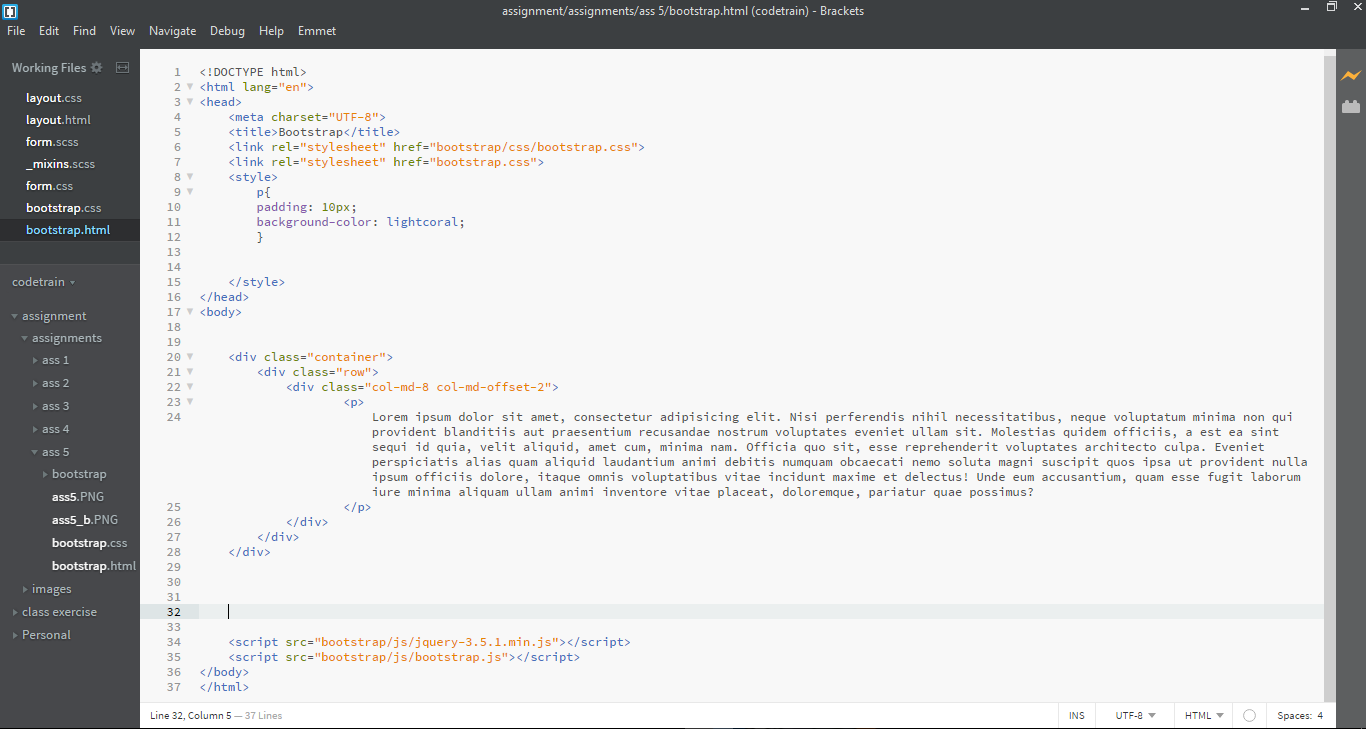 assignment/assignments/ass 5/bootstrap.html (codetrain) - Brackets
File Edit Find View Navigate Debug Help Emmet
Working Files
layout.css
layout.html
form.scss
_mixins.scss
form.css
bootstrap.css
bootstrap.html
codetrain
assignment
assignments
ass 1
ass 2
ass 3
ass 4
ass 5
bootstrap
ass5.PNG
ass5_b.PNG
bootstrap.css
bootstrap.html
images
class exercise
Personal
1 <!DOCTYPE html>
2 <html lang="en">
3 <head>
4 <meta charset="UTF-8">
5 <title>Bootstrap</title>
6 <link rel="stylesheet" href="bootstrap/css/bootstrap.css">
7 <link rel="stylesheet" href="bootstrap.css">
8 <style>
9 p{
10 padding: 10px;
11 background-color: lightcoral;
12 }
13
14
15 </style>
16 </head>
17 <body>
18
19
20 <div class="container">
21 <div class="row">
22 <div class="col-md-8 col-md-offset-2">
23 <p>
24 Lorem ipsum dolor sit amet, consectetur adipisicing elit. Nisi perferendis nihil necessitatibus, neque voluptatum minima non qui
provident blanditiis aut praesentium recusandae nostrum voluptates eveniet ullam sit. Molestias quidem officiis, a est ea sint
sequi id quia, velit aliquid, amet cum, minima nam. Officia quo sit, esse reprehenderit voluptates architecto culpa. Eveniet
perspiciatis alias quam aliquid laudantium animi debitis numquam obcaecati nemo soluta magni suscipit quos ipsa ut provident nulla
ipsum officiis dolore, itaque omnis voluptatibus vitae incidunt maxime et delectus! Unde eum accusantium, quam esse fugit laborum
iure minima aliquam ullam animi inventore vitae placeat, doloremque, pariatur quae possimus?
25 </p>
26 </div>
27 </div>
28 </div>
29
30
31
32
33
34 <script src="bootstrap/js/jquery-3.5.1.min.js"></script>
35 <script src="bootstrap/js/bootstrap.js"></script>
36 </body>
37 </html>
Line 32, Column 5 — 37 Lines
INS UTF-8 HTML Spaces: 4